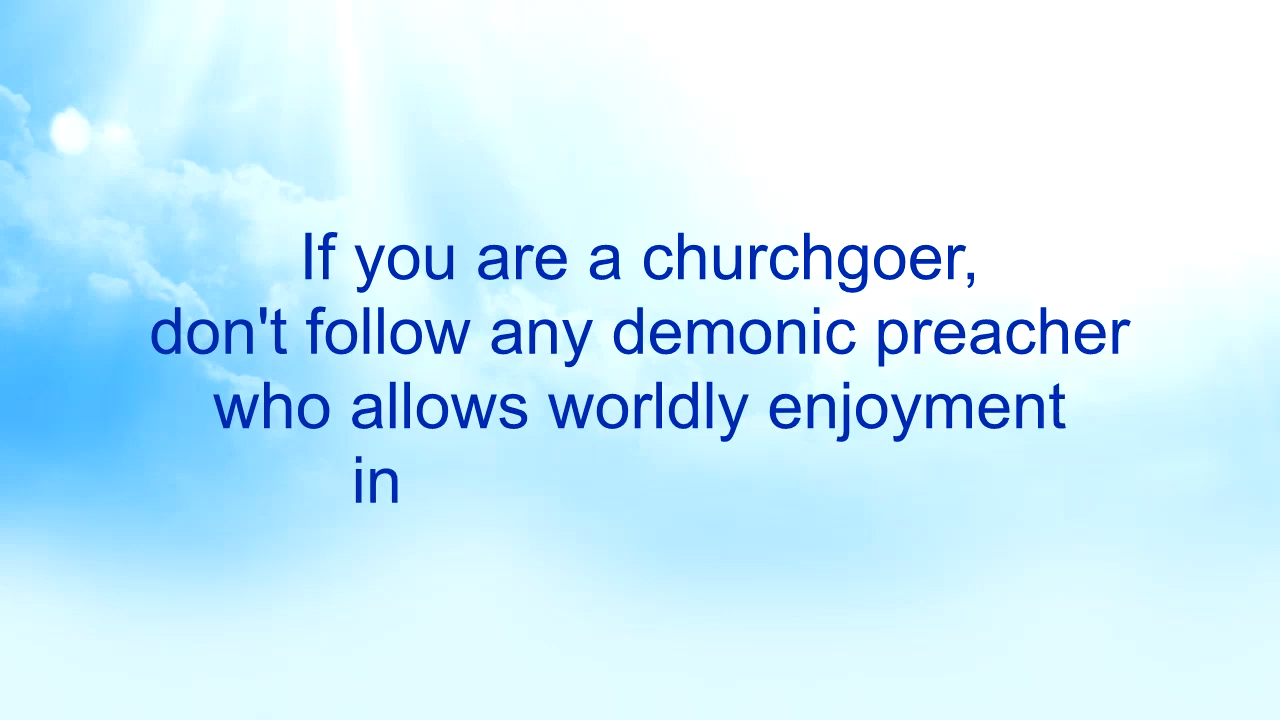 If you are a churchgoer,
don't follow any demonic preacher
who allows worldly enjoyment
in